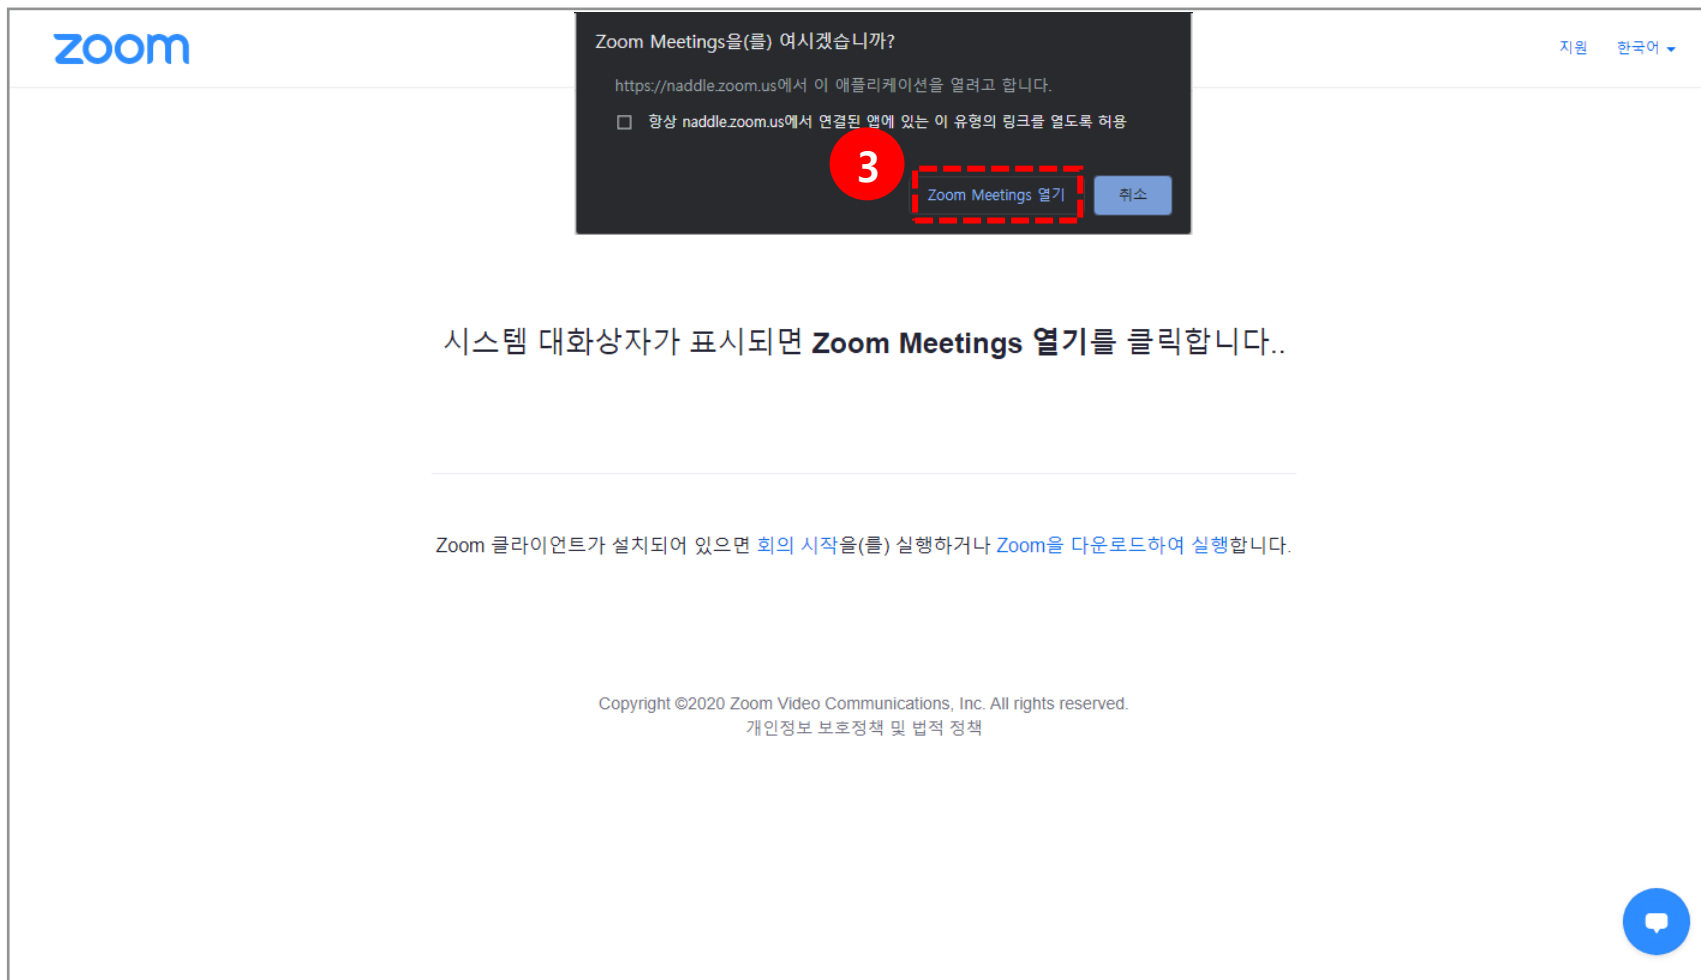 zoom
Zoom Meetings을(를) 여시겠습니까?
https://naddle.zoom.us에서 이 애플리케이션을 열려고 합니다.
항상 naddle.zoom.us에서 연결된 앱에 있는 이 유형의 링크를 열도록 허용
3
Zoom Meetings 열기
취소
지원 한국어
시스템 대화상자가 표시되면 Zoom Meetings 열기를 클릭합니다..
Zoom 클라이언트가 설치되어 있으면 회의 시작을(를) 실행하거나 Zoom을 다운로드하여 실행합니다.
Copyright ©2020 Zoom Video Communications, Inc. All rights reserved.
개인정보 보호정책 및 법적 정책